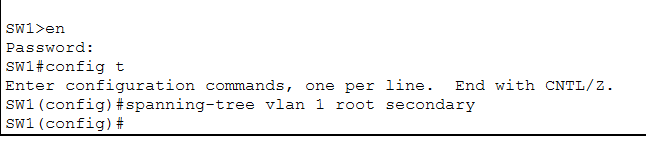 SW1>en
Password:
SW1#config t
Enter configuration commands, one per line.  End with CNTL/Z.
SW1(config)#spanning-tree vlan 1 root secondary
SW1(config)#